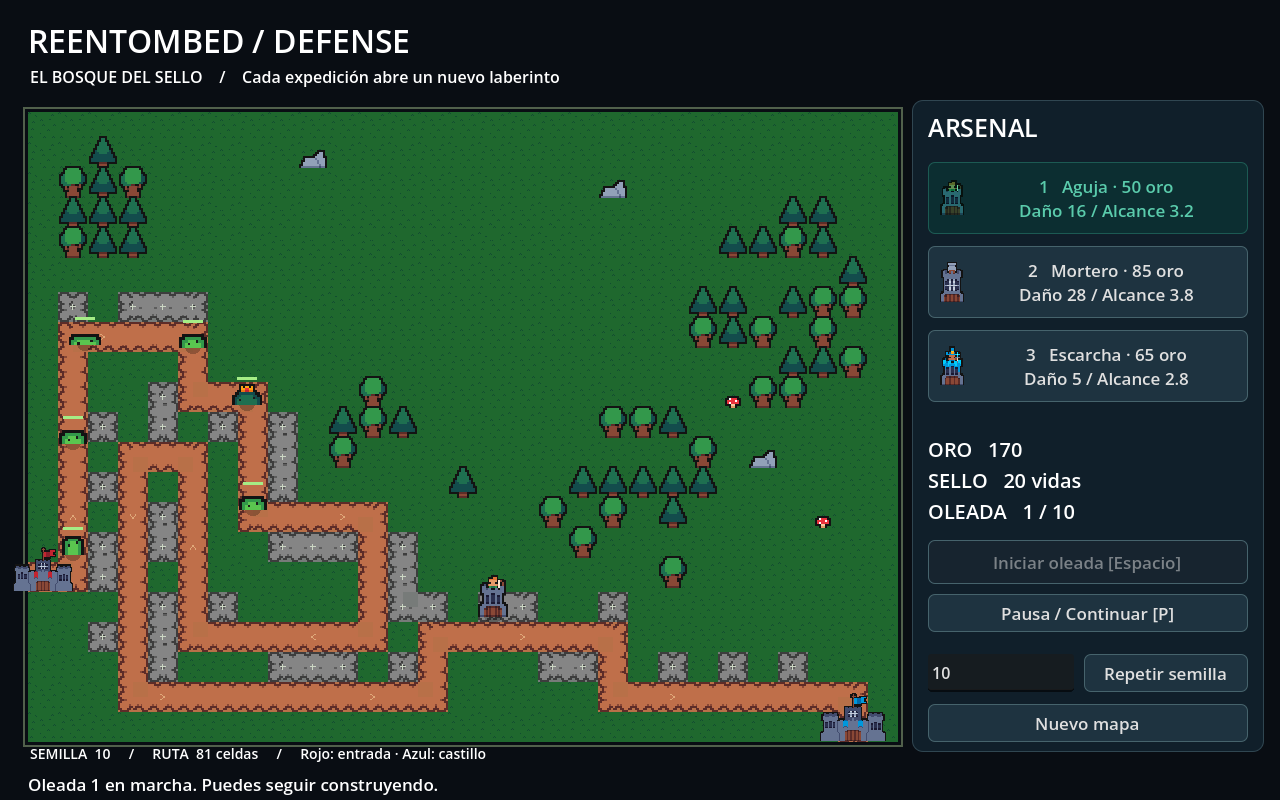 REENTOMBED / DEFENSE
EL BOSQUE DEL SELLO / Cada expedición abre un nuevo laberinto
ARSENAL
1 Aguja · 50 oro
Daño 16 / Alcance 3.2
2 Mortero · 85 oro
Daño 28 / Alcance 3.8
3 Escarcha · 65 oro
Daño 5 / Alcance 2.8
ORO 170
SELLO 20 vidas
OLEADA 1 / 10
Iniciar oleada [Espacio]
Pausa / Continuar [P]
10
Repetir semilla
Nuevo mapa
SEMILLA 10 / RUTA 81 celdas / Rojo: entrada · Azul: castillo
Oleada 1 en marcha. Puedes seguir construyendo.